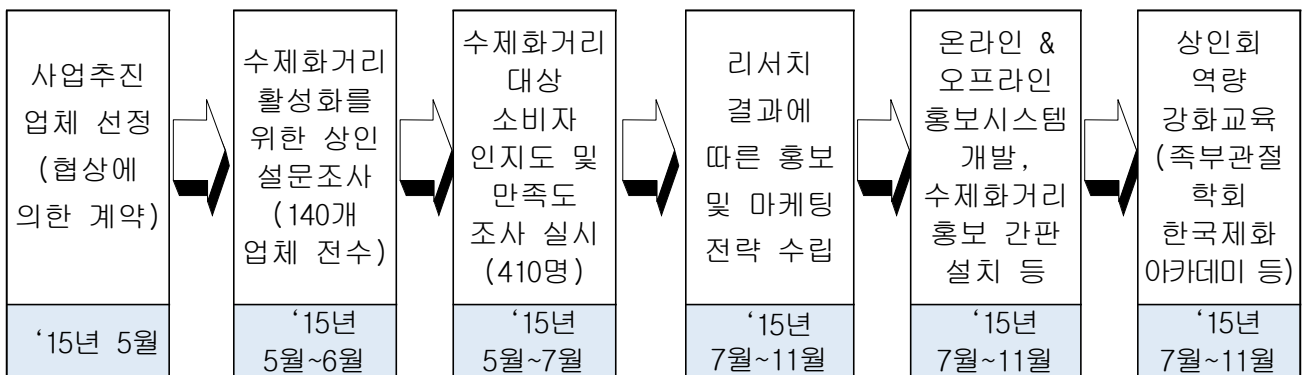 사업추진
업체 선정
(협상에
의한 계약)
‘15년 5월
수제화거리
활성화를
위한 상인
설문조사
(140개
업체 전수)
‘15년
5월~6월
수제화거리
대상
소비자
인지도 및
만족도
조사 실시
(410명)
‘15년
5월~7월
리서치
결과에
따른 홍보
및 마케팅
전략 수립
‘15년
7월~11월
온라인 &
오프라인
홍보시스템
개발,
수제화거리
홍보 간판
설치 등
‘15년
7월~11월
상인회
역량
강화교육
(족부관절
학회
한국제화
아카데미 등)
‘15년
7월~11월